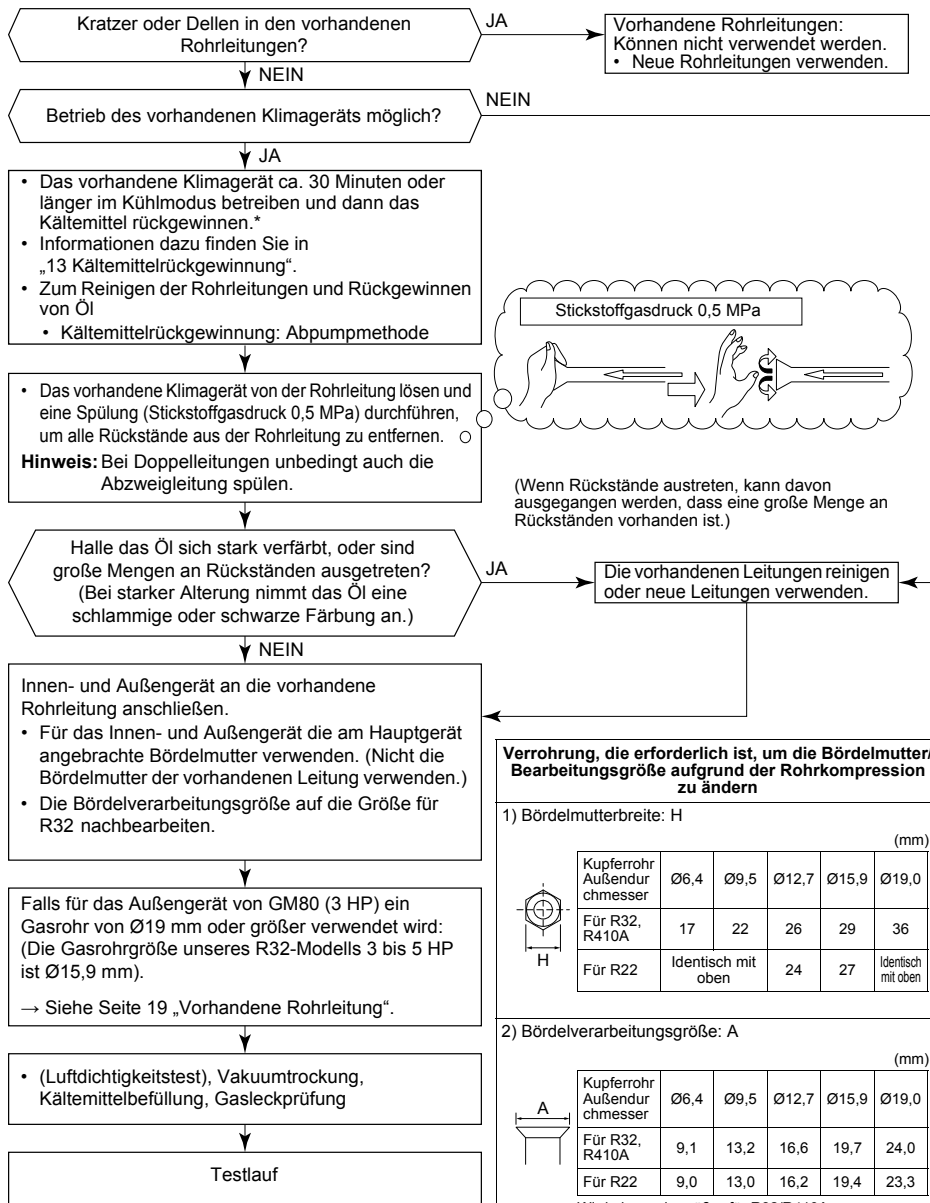 Kratzer oder Dellen in den vorhandenen
Rohrleitungen?
JA
Vorhandene Rohrleitungen:
Können nicht verwendet werden.
• Neue Rohrleitungen verwenden.
NEIN
Betrieb des vorhandenen Klimageräts möglich?
NEIN
JA
• Das vorhandene Klimagerät ca. 30 Minuten oder
länger im Kühlmodus betreiben und dann das
Kältemittel rückgewinnen.*
• Informationen dazu finden Sie in
„13 Kältemittelrückgewinnung“.
• Zum Reinigen der Rohrleitungen und Rückgewinnen
von Öl
• Kältemittelrückgewinnung: Abpumpmethode
Stickstoffgasdruck 0,5 MPa
• Das vorhandene Klimagerät von der Rohrleitung lösen und
eine Spülung (Stickstoffgasdruck 0,5 MPa) durchführen,
um alle Rückstände aus der Rohrleitung zu entfernen.
Hinweis: Bei Doppelleitungen unbedingt auch die
Abzweigleitung spülen.
(Wenn Rückstände austreten, kann davon
ausgegangen werden, dass eine große Menge an
Rückständen vorhanden ist.)
Halle das Öl sich stark verfärbt, oder sind
große Mengen an Rückständen ausgetreten?
(Bei starker Alterung nimmt das Öl eine
schlammige oder schwarze Färbung an.)
JA
Die vorhandenen Leitungen reinigen
oder neue Leitungen verwenden.
NEIN
Innen- und Außengerät an die vorhandene
Rohrleitung anschließen.
• Für das Innen- und Außengerät die am Hauptgerät
angebrachte Bördelmutter verwenden. (Nicht die
Bördelmutter der vorhandenen Leitung verwenden.)
• Die Bördelverarbeitungsgröße auf die Größe für
R32 nachbearbeiten.
Falls für das Außengerät von GM80 (3 HP) ein
Gasrohr von Ø19 mm oder größer verwendet wird:
(Die Gasrohrgröße unseres R32-Modells 3 bis 5 HP
ist Ø15,9 mm).
→ Siehe Seite 19 „Vorhandene Rohrleitung“.
• (Luftdichtigkeitstest), Vakuumtrockung,
Kältemittelbefüllung, Gasleckprüfung
Testlauf
Verrohrung, die erforderlich ist, um die Bördelmutter/
Bearbeitungsgröße aufgrund der Rohrkompression
zu ändern
1) Bördelmutterbreite: H
(mm)
Kupferrohr
Außendur
chmesser
Ø6,4 Ø9,5 Ø12,7 Ø15,9 Ø19,0
Für R32,
R410A
17 22 26 29 36
H
Für R22
Identisch mit
oben
24 27
Identisch
mit oben
2) Bördelverarbeitungsgröße: A
(mm)
A
Kupferrohr
Außendur
chmesser
Ø6,4 Ø9,5 Ø12,7 Ø15,9 Ø19,0
Für R32,
R410A
9,1 13,2 16,6 19,7 24,0
Für R22 9,0 13,0 16,2 19,4 23,3